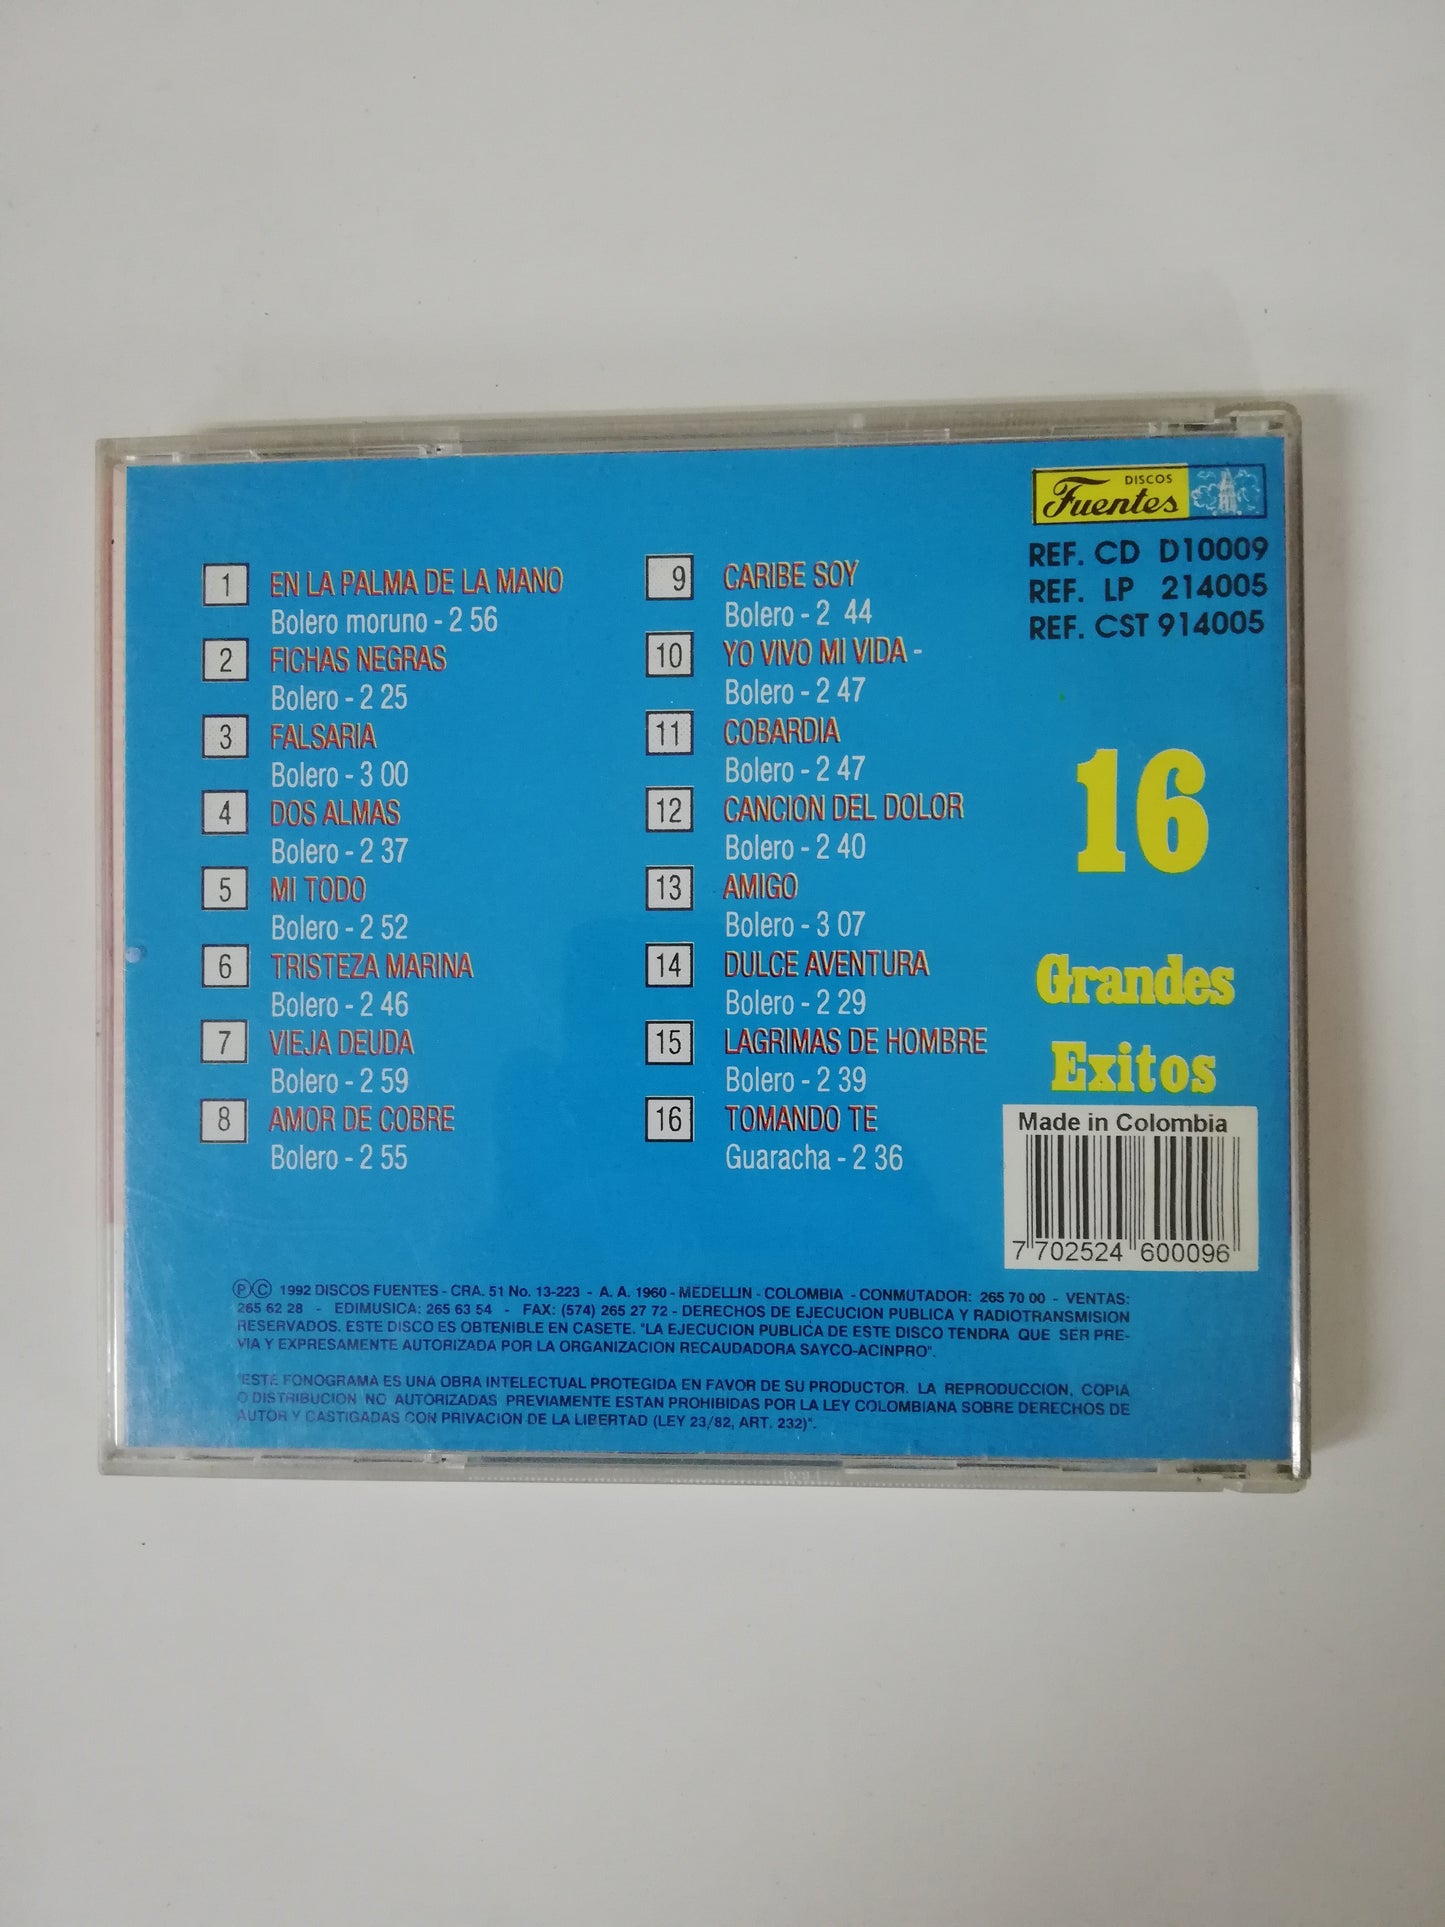 DISCOS
Fuentes
REF. CD D10009
REF. LP 214005
REF. CST 914005
1 EN LA PALMA DE LA MANO
Bolero moruno - 2 56
2 FICHAS NEGRAS
Bolero - 2 25
3 FALSARIA
Bolero - 3 00
4 DOS ALMAS
Bolero - 2 37
5 MI TODO
Bolero - 2 52
6 TRISTEZA MARINA
Bolero - 2 46
7 VIEJA DEUDA
Bolero - 2 59
8 AMOR DE COBRE
Bolero - 2 55
9 CARIBE SOY
Bolero - 2 44
10 YO VIVO MI VIDA -
Bolero - 2 47
11 COBARDIA
Bolero - 2 47
12 CANCION DEL DOLOR
Bolero - 2 40
13 AMIGO
Bolero - 3 07
14 DULCE AVENTURA
Bolero - 2 29
15 LAGRIMAS DE HOMBRE
Bolero - 2 39
16 TOMANDO TE
Guaracha - 2 36
16
Grandes
Exitos
Made in Colombia
7 702524 600096
Ⓟ Ⓒ 1992 DISCOS FUENTES - CRA. 51 No. 13-223 - A. A. 1960 - MEDELLIN - COLOMBIA - CONMUTADOR: 265 70 00 - VENTAS:
265 62 28 - EDIMUSICA: 265 63 54 - FAX: (574) 265 27 72 - DERECHOS DE EJECUCION PUBLICA Y RADIOTRANSMISION
RESERVADOS. ESTE DISCO ES OBTENIBLE EN CASETE. "LA EJECUCION PUBLICA DE ESTE DISCO TENDRA QUE SER PRE-
VIA Y EXPRESAMENTE AUTORIZADA POR LA ORGANIZACION RECAUDADORA SAYCO-ACINPRO".
"ESTE FONOGRAMA ES UNA OBRA INTELECTUAL PROTEGIDA EN FAVOR DE SU PRODUCTOR. LA REPRODUCCION, COPIA
O DISTRIBUCION NO AUTORIZADAS PREVIAMENTE ESTAN PROHIBIDAS POR LA LEY COLOMBIANA SOBRE DERECHOS DE
AUTOR Y CASTIGADAS CON PRIVACION DE LA LIBERTAD (LEY 23/82, ART. 232)".